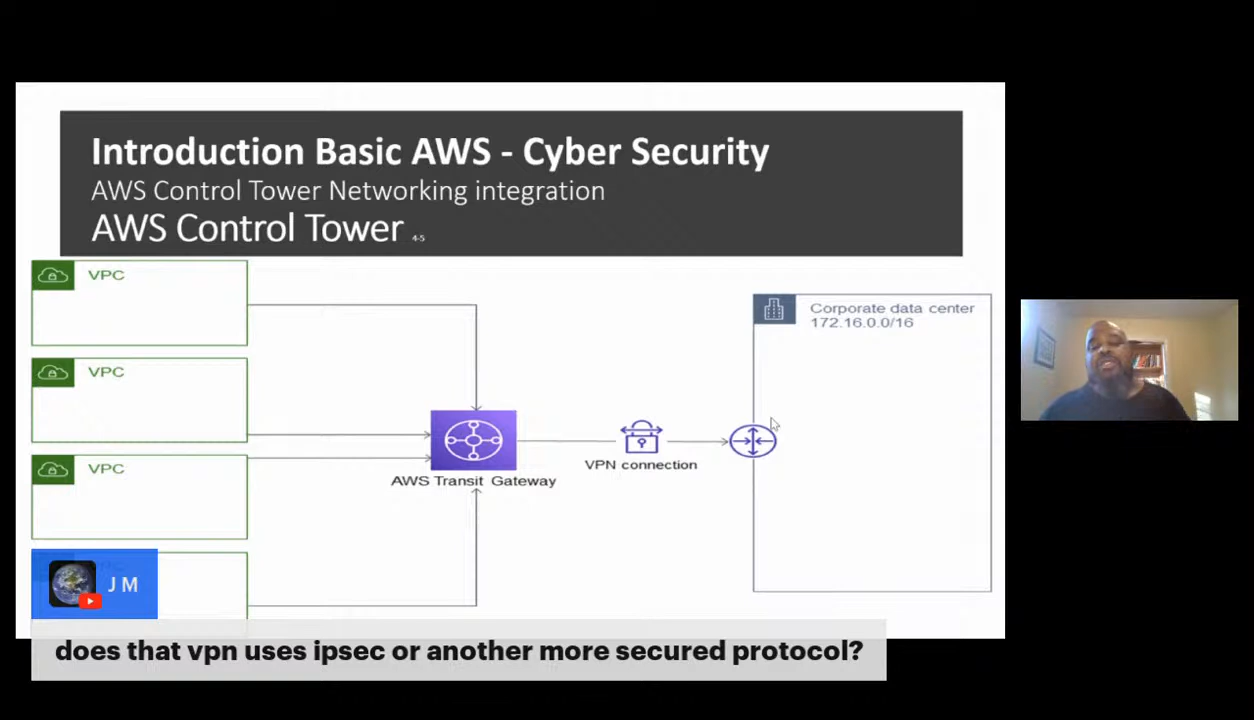 Introduction Basic AWS - Cyber Security
AWS Control Tower Networking integration
AWS Control Tower 4-5
VPC
VPC
VPC
AWS Transit Gateway
VPN connection
Corporate data center
172.16.0.0/16
J M
does that vpn uses ipsec or another more secured protocol?